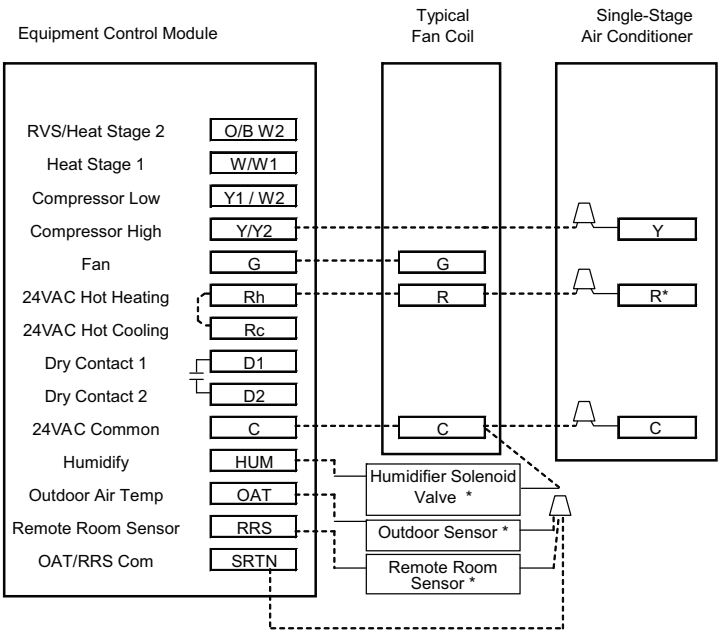 Equipment Control Module
Typical
Fan Coil
Single-Stage
Air Conditioner
RVS/Heat Stage 2 O/B W2
Heat Stage 1 W/W1
Compressor Low Y1 / W2
Compressor High Y/Y2 Y
Fan G G
24VAC Hot Heating Rh R R*
24VAC Hot Cooling Rc
Dry Contact 1 D1
Dry Contact 2 D2
24VAC Common C C C
Humidify HUM
Humidifier Solenoid
Valve *
Outdoor Air Temp OAT
Outdoor Sensor *
Remote Room Sensor RRS
OAT/RRS Com SRTN
Remote Room
Sensor *